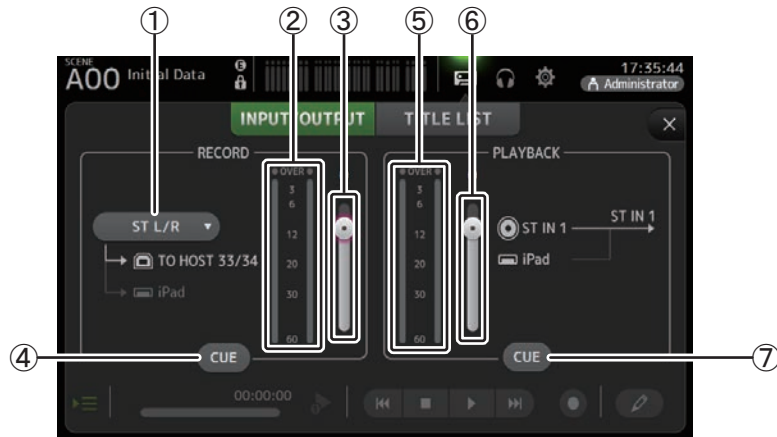 ① ② ③ ⑤ ⑥
SCENE
A00 Initial Data
E
17:35:44
Administrator
INPUT/OUTPUT TITLE LIST
RECORD
PLAYBACK
ST L/R
TO HOST 33/34
iPad
OVER
3
6
12
20
30
60
OVER
3
6
12
20
30
60
ST IN 1
iPad
ST IN 1
④ CUE
CUE ⑦
00:00:00